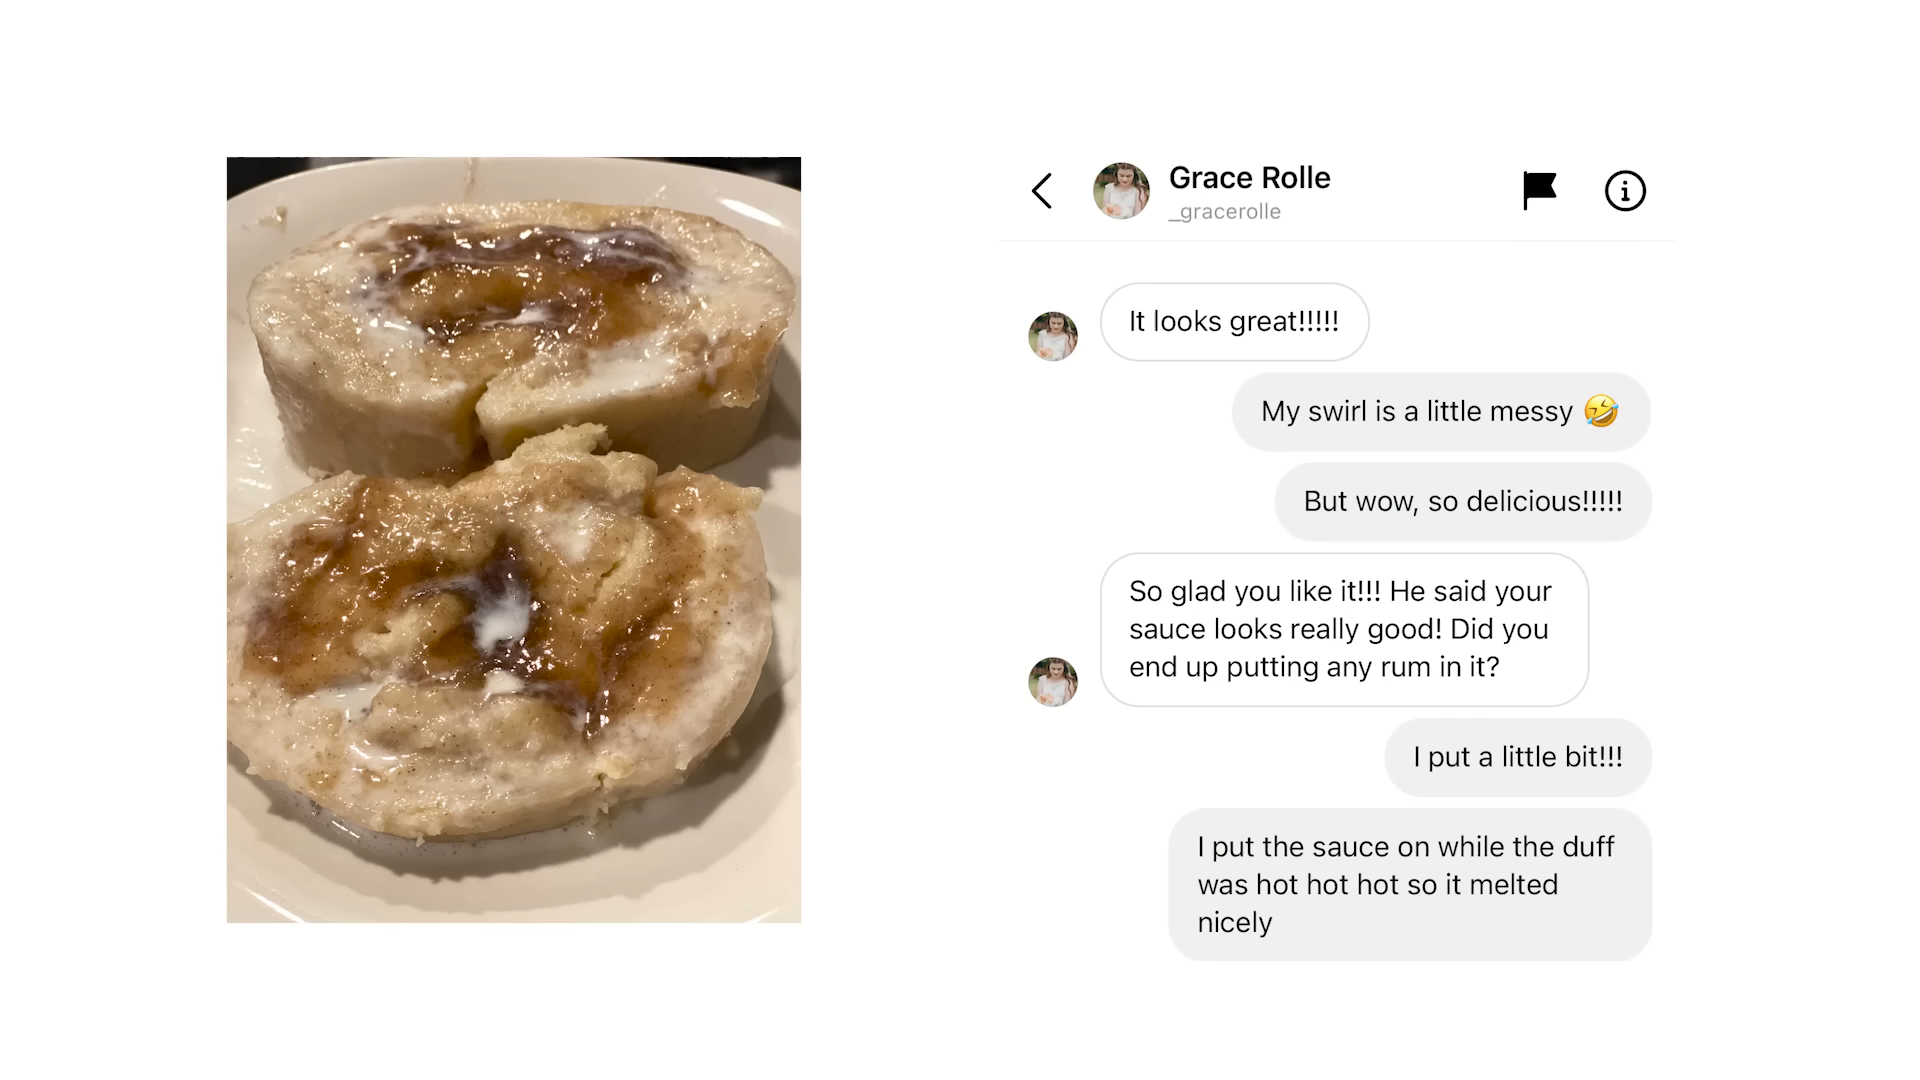 Grace Rolle
_gracerolle
It looks great!!!!!
My swirl is a little messy 🤣
But wow, so delicious!!!!!
So glad you like it!!! He said your
sauce looks really good! Did you
end up putting any rum in it?
I put a little bit!!!
I put the sauce on while the duff
was hot hot hot so it melted
nicely